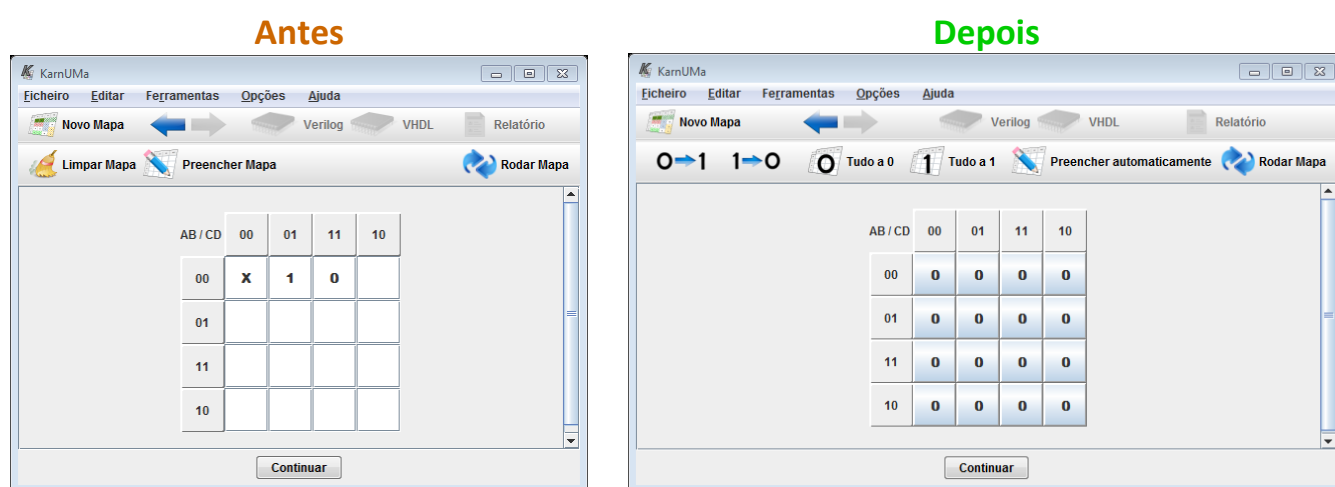 Antes
KarnUMa
Ficheiro Editar Ferramentas Opções Ajuda
Novo Mapa Verilog VHDL Relatório
Limpar Mapa Preencher Mapa Rodar Mapa
AB / CD 00 01 11 10
00 X 1 0
01
11
10
Continuar
Depois
KarnUMa
Ficheiro Editar Ferramentas Opções Ajuda
Novo Mapa Verilog VHDL Relatório
0 1 1 0 0 Tudo a 0 1 Tudo a 1 Preencher automaticamente Rodar Mapa
AB / CD 00 01 11 10
00 0 0 0 0
01 0 0 0 0
11 0 0 0 0
10 0 0 0 0
Continuar